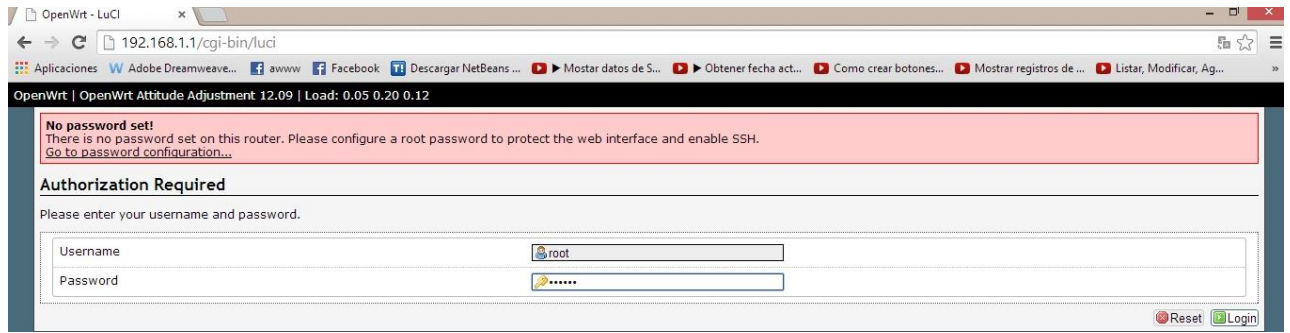 OpenWrt - LuCI
192.168.1.1/cgi-bin/luci
Aplicaciones Adobe Dreamweave... awww Facebook Descargar NetBeans ... ▶ Mostar datos de S... ▶ Obtener fecha act... Como crear botones... Mostrar registros de ... Listar, Modificar, Ag... »
OpenWrt | OpenWrt Attitude Adjustment 12.09 | Load: 0.05 0.20 0.12
No password set!
There is no password set on this router. Please configure a root password to protect the web interface and enable SSH.
Go to password configuration...
Authorization Required
Please enter your username and password.
Username root
Password ••••••
Reset Login